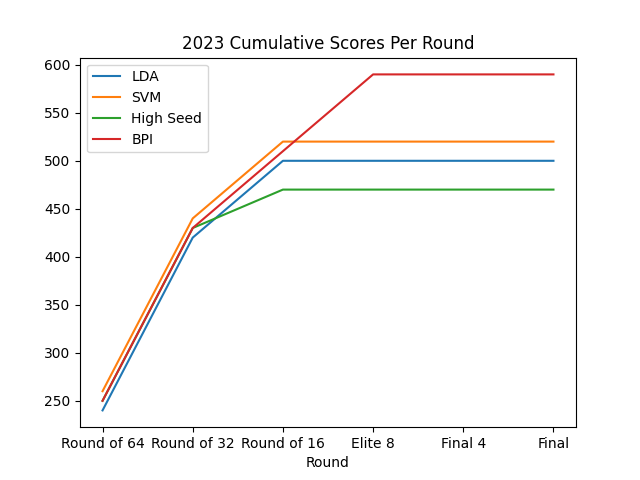 2023 Cumulative Scores Per Round
LDA
SVM
High Seed
BPI
600
550
500
450
400
350
300
250
Round of 64 Round of 32 Round of 16 Elite 8 Final 4 Final
Round